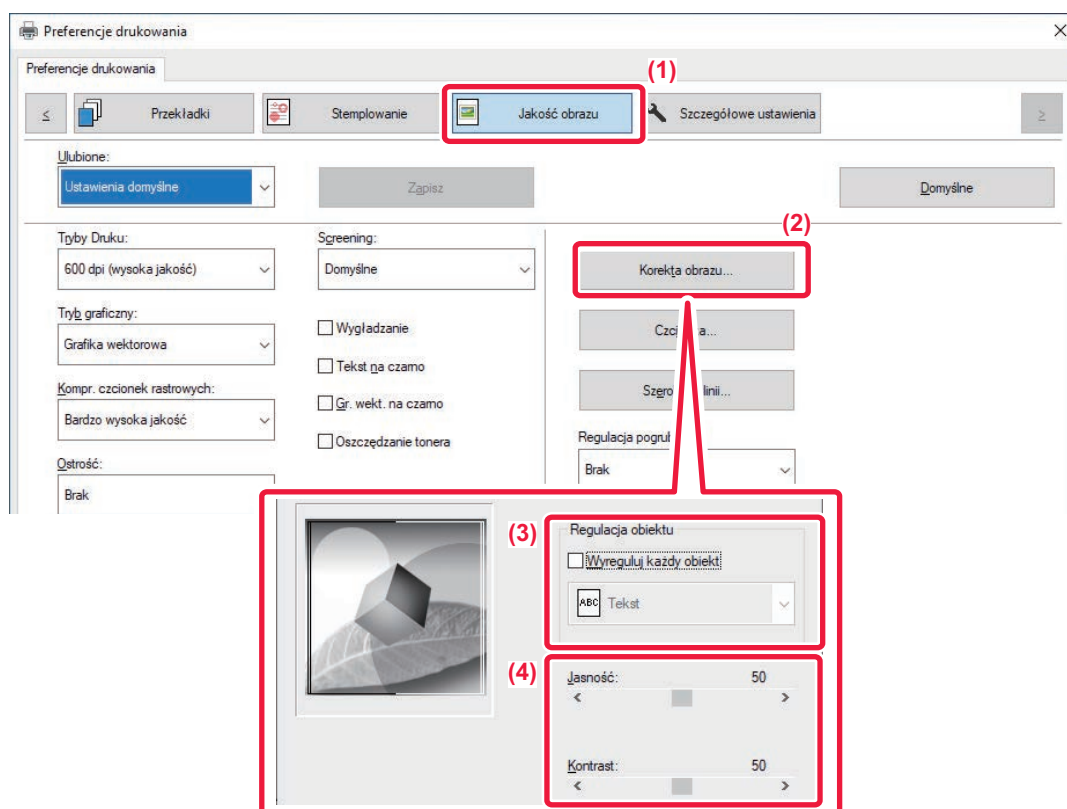 Preferencje drukowania
Preferencje drukowania
(1)
≤
Przekładki
Stemplowanie
Jakość obrazu
Szczegółowe ustawienia
≥
Ulubione:
Ustawienia domyślne
Zapisz
Domyślne
(2)
Tryby Druku:
600 dpi (wysoka jakość)
Screening:
Domyślne
Korekta obrazu...
Tryb graficzny:
Grafika wektorowa
Wygładzanie
Tekst na czarno
Gr. wekt. na czarno
Oszczędzanie tonera
Kompr. czcionek rastrowych:
Bardzo wysoka jakość
Ostrość:
Brak
Regulacja
Brak
(3)
Regulacja obiektu
Wyreguluj każdy obiekt
ABC
Tekst
(4)
Jasność:
50
< >
Kontrast:
50
< >